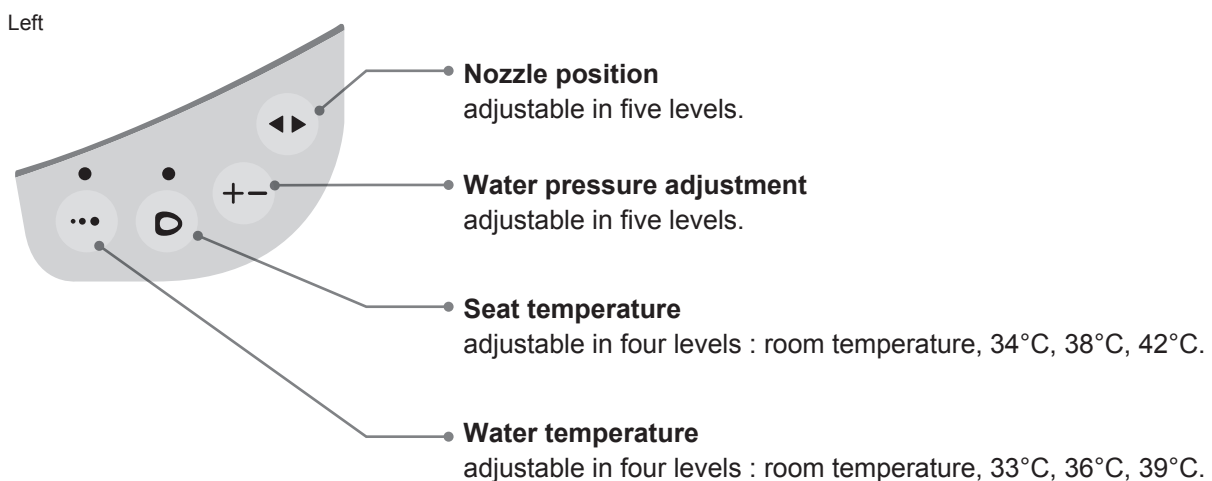 Left
Nozzle position
adjustable in five levels.
Water pressure adjustment
adjustable in five levels.
Seat temperature
adjustable in four levels : room temperature, 34°C, 38°C, 42°C.
Water temperature
adjustable in four levels : room temperature, 33°C, 36°C, 39°C.